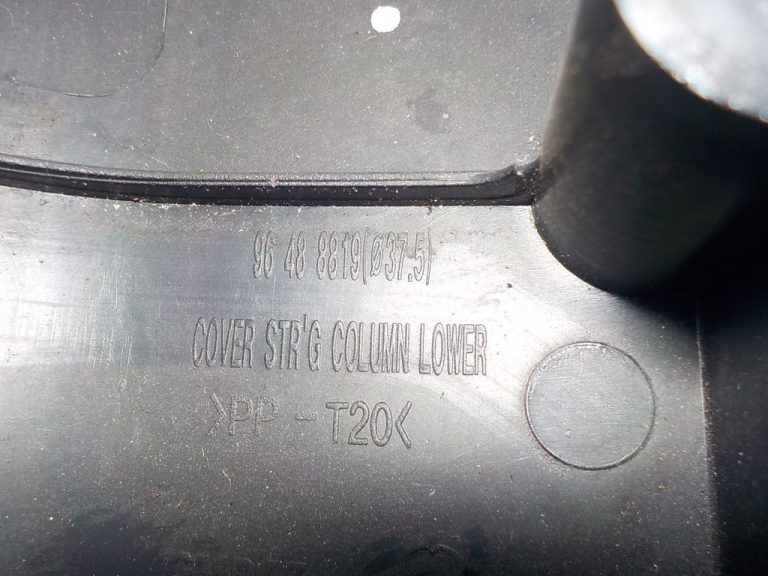 96 48 8819(Ø37.5)
COVER STR'G COLUMN LOWER
>PP-T20<